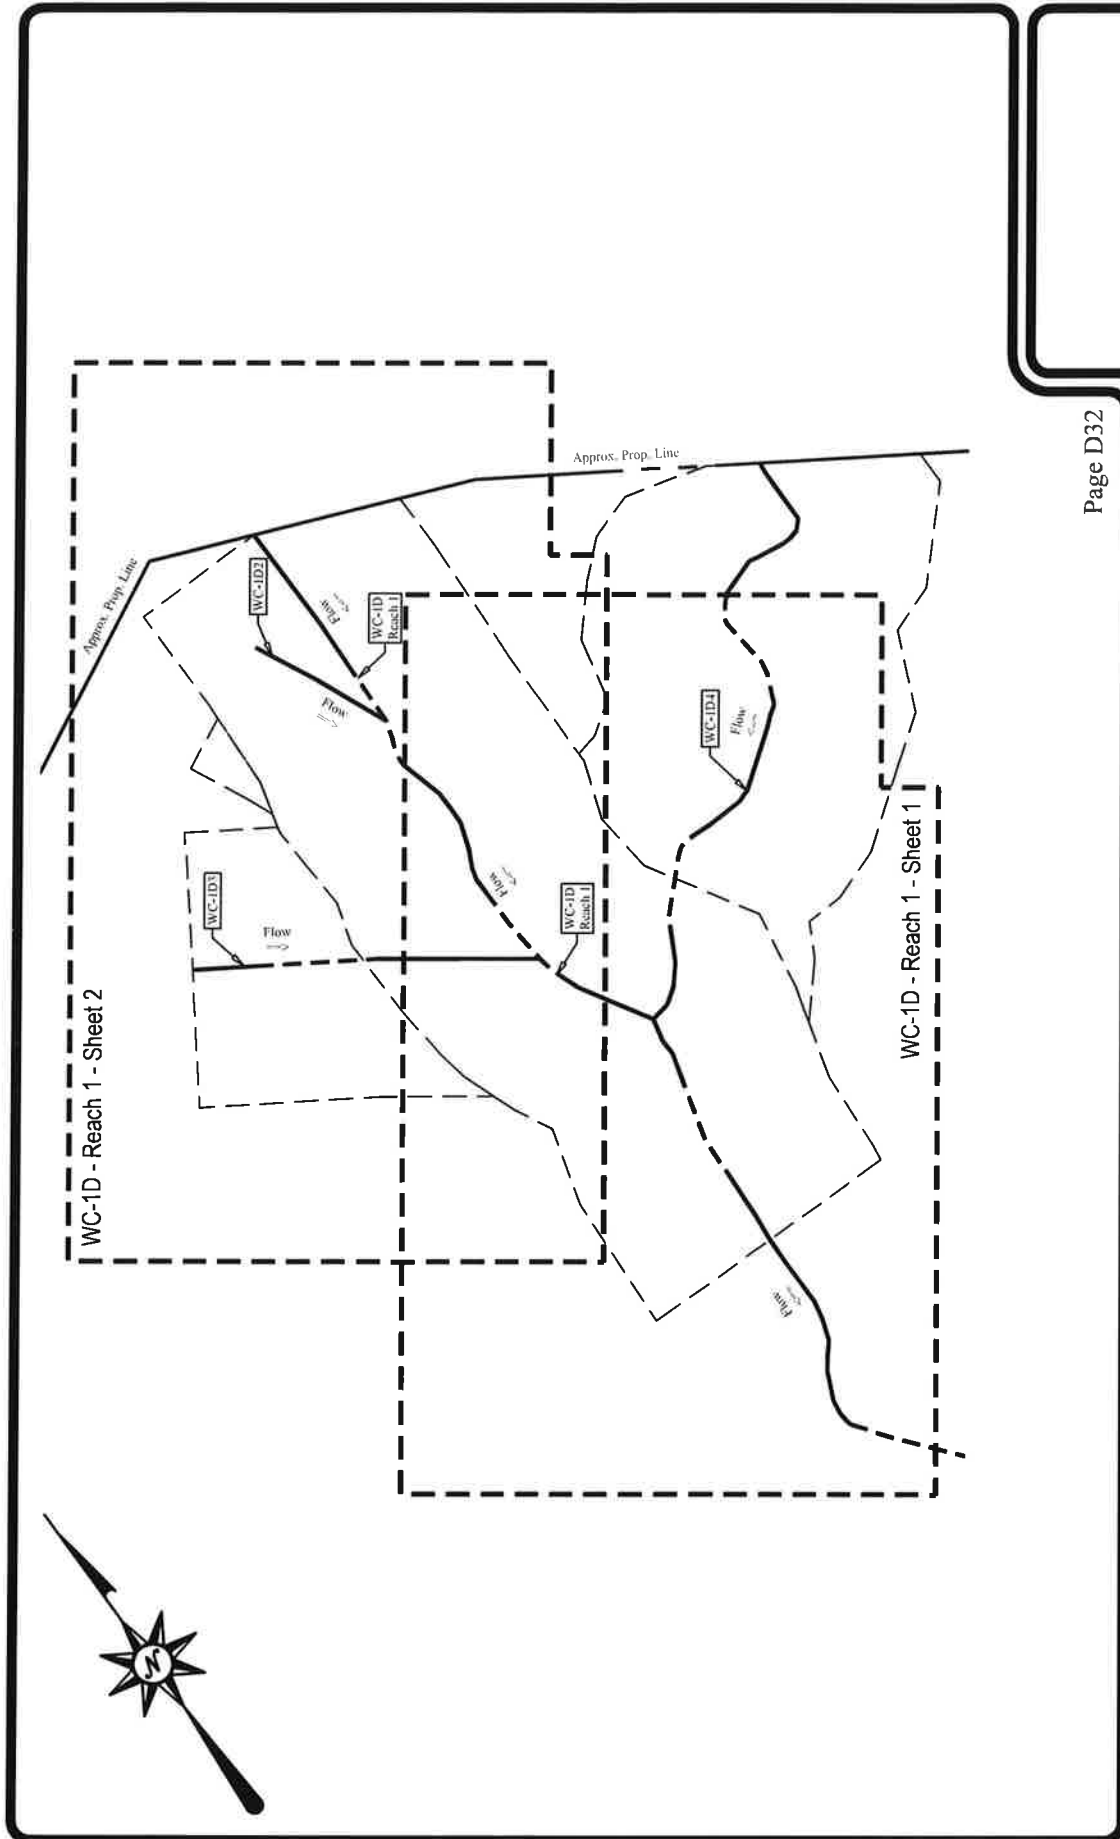 Approx. Prop. Line
Approx. Prop. Line
WC-1D2
Flow
WC-1D
Reach 1
Flow
WC-1D4
Flow
WC-1D3
Flow
Flow
WC-1D
Reach 1
WC-1D - Reach 1 - Sheet 2
WC-1D - Reach 1 - Sheet 1
Flow
N
Page D32